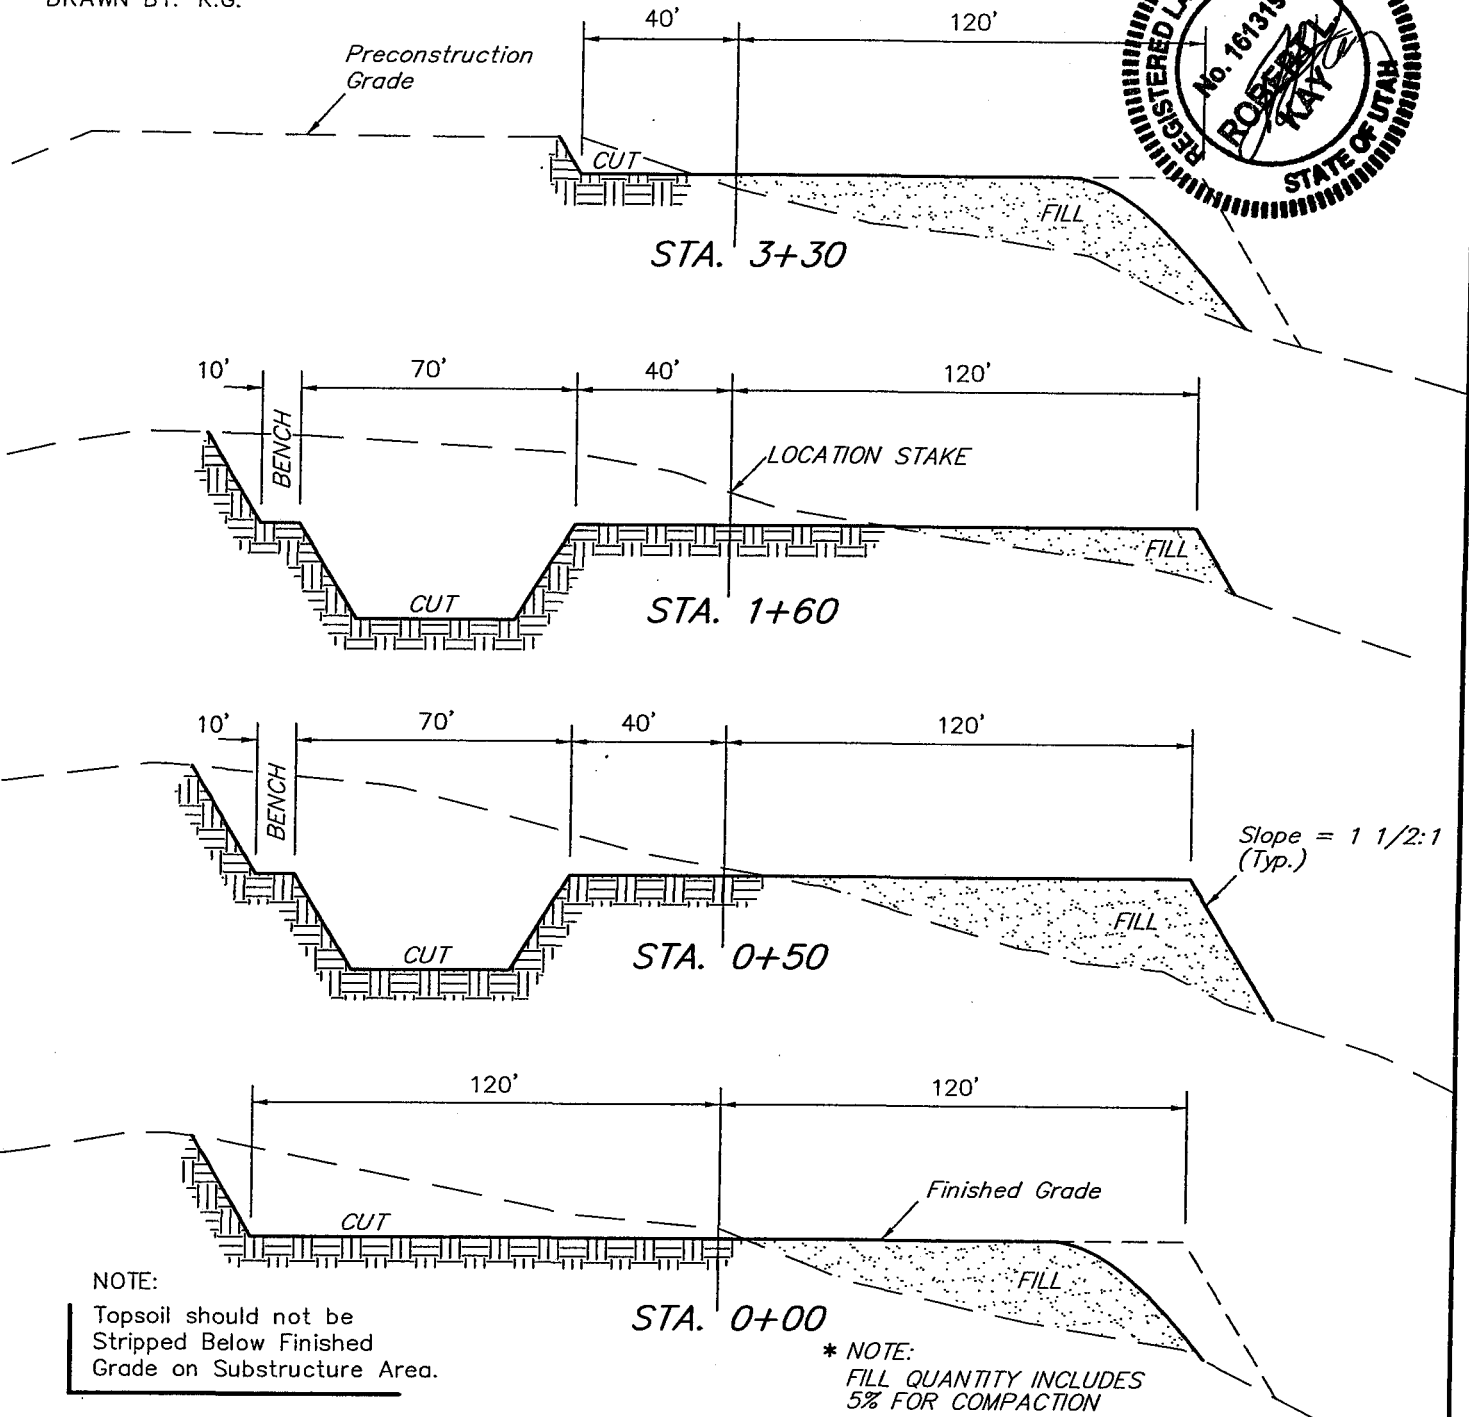 DRAWN BY: K.G.
40'
120'
REGISTERED LA
No. 161319
ROBERT L.
KAY
STATE OF UTAH
Preconstruction
Grade
CUT
FILL
STA. 3+30
10'
70'
40'
120'
BENCH
LOCATION STAKE
CUT
FILL
STA. 1+60
10'
70'
40'
120'
BENCH
Slope = 1 1/2:1
(Typ.)
CUT
FILL
STA. 0+50
120'
120'
Finished Grade
CUT
FILL
STA. 0+00
NOTE:
Topsoil should not be
Stripped Below Finished
Grade on Substructure Area.
* NOTE:
FILL QUANTITY INCLUDES
5% FOR COMPACTION